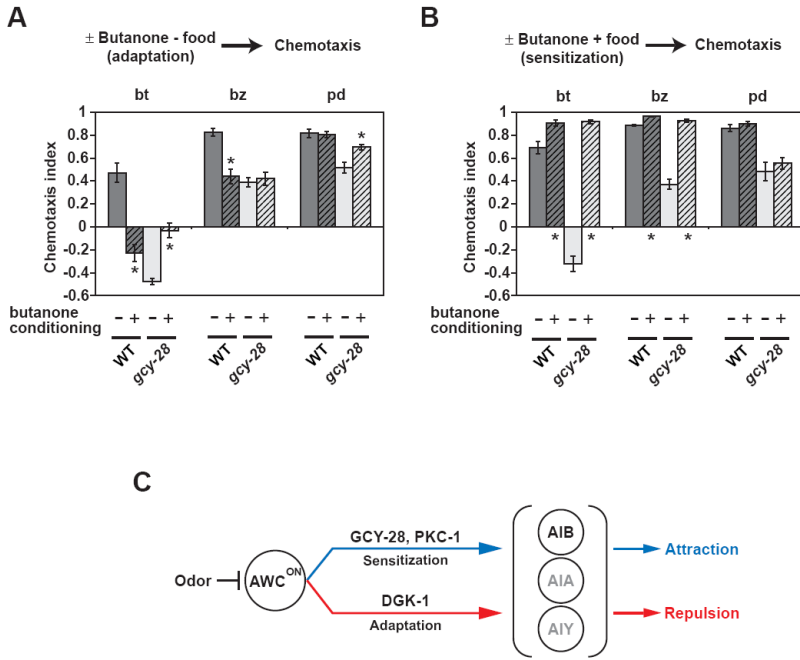 A
± Butanone - food
(adaptation)
Chemotaxis
bt
bz
pd
Chemotaxis index
1
0.8
0.6
0.4
0.2
0
-0.2
-0.4
-0.6
*
*
*
*
butanone
conditioning
- + - + - + - + - + - +
WT
gcy-28
WT
gcy-28
WT
gcy-28
B
± Butanone + food
(sensitization)
Chemotaxis
bt
bz
pd
Chemotaxis index
1
0.8
0.6
0.4
0.2
0
-0.2
-0.4
-0.6
* * * *
butanone
conditioning
- + - + - + - + - + - +
WT
gcy-28
WT
gcy-28
WT
gcy-28
C
Odor
AWC ON
GCY-28, PKC-1
Sensitization
DGK-1
Adaptation
AIB
AIA
AIY
Attraction
Repulsion